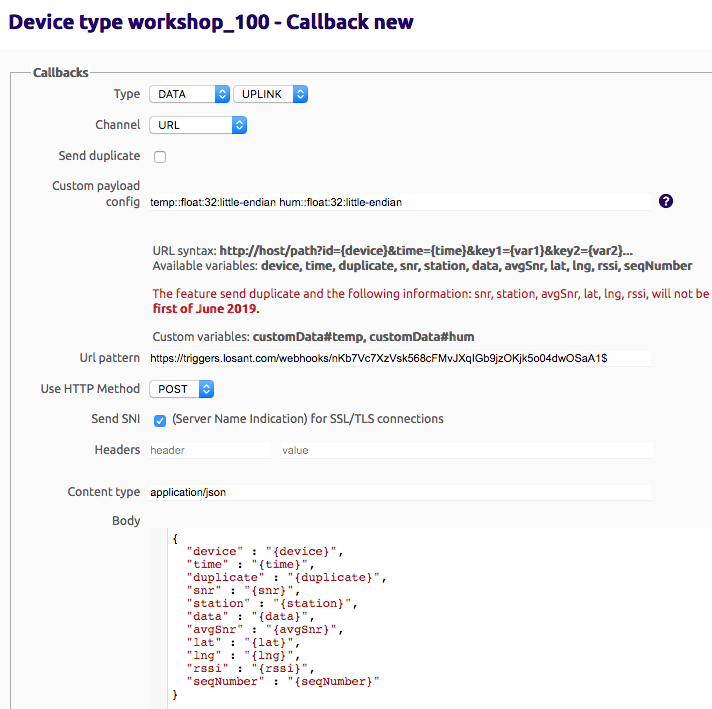 Device type workshop_100 - Callback new
Callbacks
Type DATA UPLINK
Channel URL
Send duplicate
Custom payload
config temp::float:32:little-endian hum::float:32:little-endian ?
URL syntax: http://host/path?id={device}&time={time}&key1={var1}&key2={var2}...
Available variables: device, time, duplicate, snr, station, data, avgSnr, lat, lng, rssi, seqNumber
The feature send duplicate and the following information: snr, station, avgSnr, lat, lng, rssi, will not be
first of June 2019.
Custom variables: customData#temp, customData#hum
Url pattern https://triggers.losant.com/webhooks/nKb7Vc7XzVsk568cFMvJXqIGb9jzOKjk5o04dwOSaA1$
Use HTTP Method POST
Send SNI (Server Name Indication) for SSL/TLS connections
Headers header value
Content type application/json
Body
{
"device" : "{device}",
"time" : "{time}",
"duplicate" : "{duplicate}",
"snr" : "{snr}",
"station" : "{station}",
"data" : "{data}",
"avgSnr" : "{avgSnr}",
"lat" : "{lat}",
"lng" : "{lng}",
"rssi" : "{rssi}",
"seqNumber" : "{seqNumber}"
}